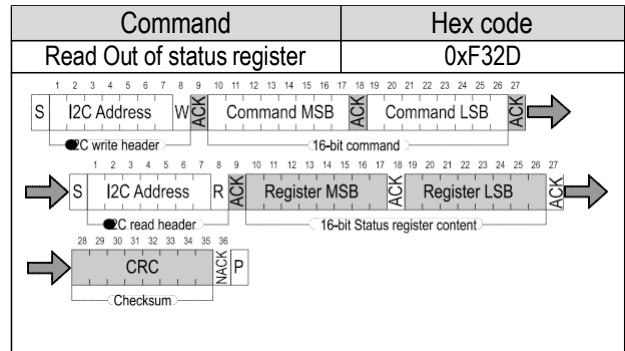 Command Hex code
Read Out of status register 0xF32D
1 2 3 4 5 6 7 8 9 10 11 12 13 14 15 16 17 18 19 20 21 22 23 24 25 26 27
S I2C Address W ACK Command MSB ACK Command LSB ACK
I2C write header 16-bit command
1 2 3 4 5 6 7 8 9 10 11 12 13 14 15 16 17 18 19 20 21 22 23 24 25 26 27
S I2C Address R ACK Register MSB ACK Register LSB ACK
I2C read header 16-bit Status register content
28 29 30 31 32 33 34 35 36
CRC NACK P
Checksum